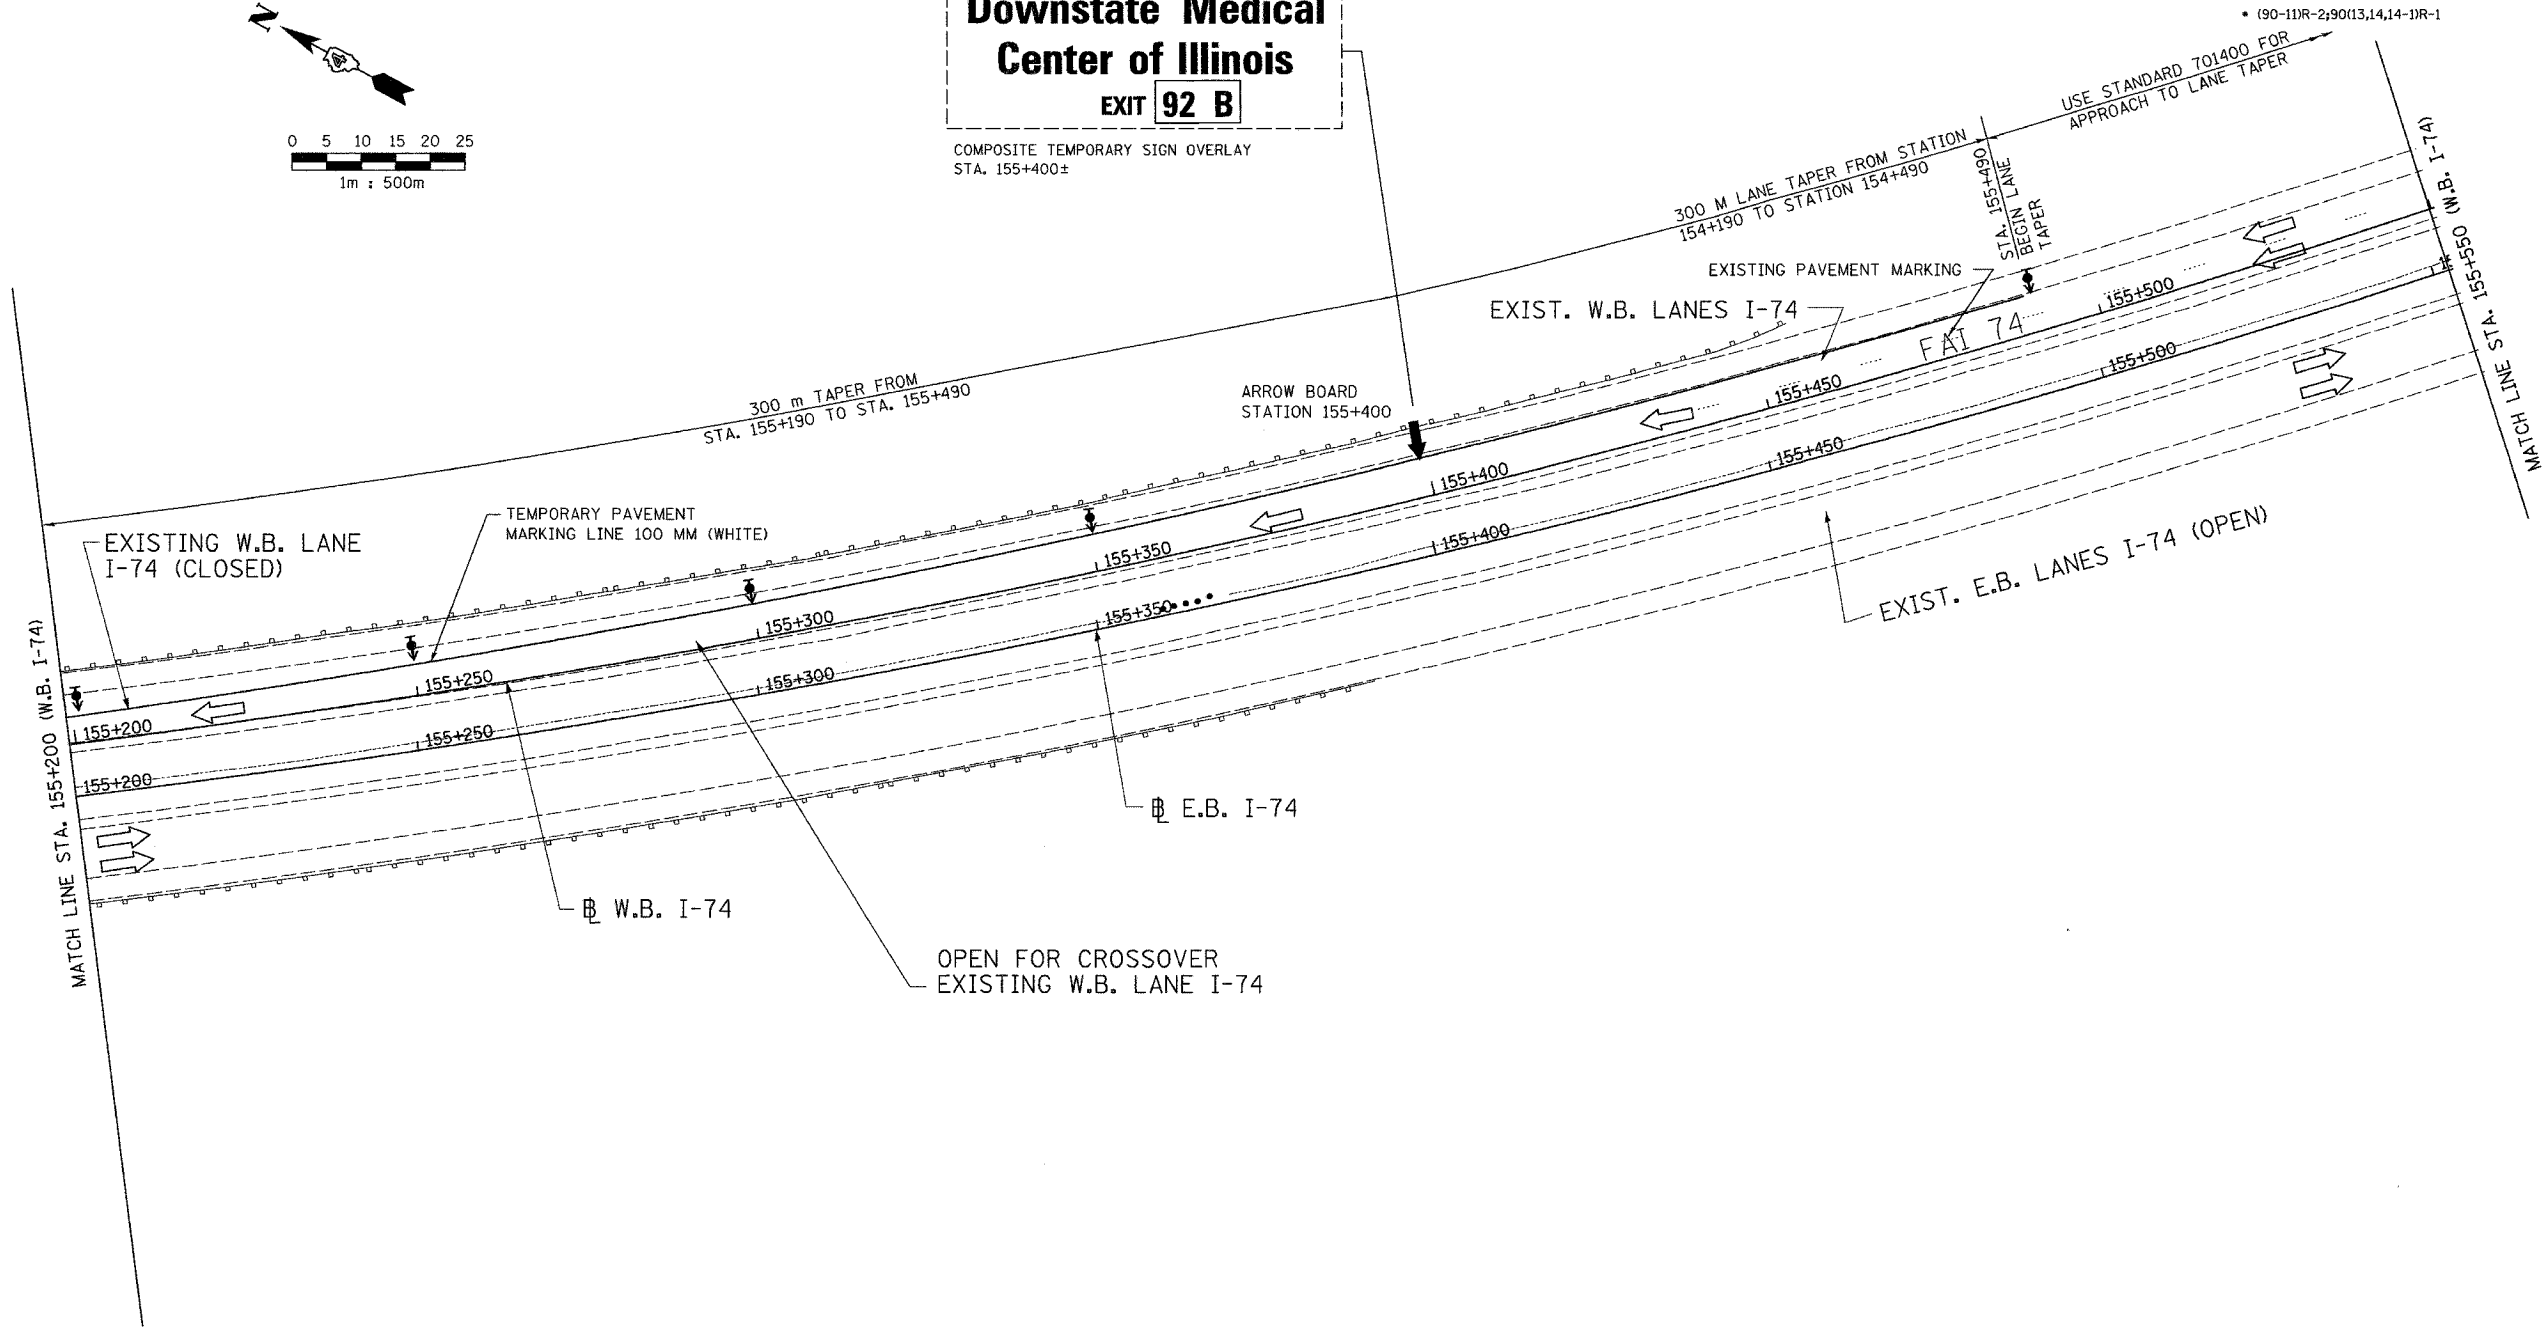 Downstate Medical
Center of Illinois
EXIT 92 B
COMPOSITE TEMPORARY SIGN OVERLAY
STA. 155+400±
• (90-11)R-2;90(13,14,14-1)R-1
N
0 5 10 15 20 25
1m : 500m
USE STANDARD 701400 FOR
APPROACH TO LANE TAPER
300 M LANE TAPER FROM STATION
154+190 TO STATION 154+490
STA. 155+490
BEGIN LANE
TAPER
EXISTING PAVEMENT MARKING
EXIST. W.B. LANES I-74
FAI 74
MATCH LINE STA. 155+550 (W.B. I-74)
300 m TAPER FROM
STA. 155+190 TO STA. 155+490
ARROW BOARD
STATION 155+400
TEMPORARY PAVEMENT
MARKING LINE 100 MM (WHITE)
EXISTING W.B. LANE
I-74 (CLOSED)
MATCH LINE STA. 155+200 (W.B. I-74)
155+200
155+250
155+300
155+350
155+400
155+450
155+500
155+200
155+250
155+300
155+350
155+400
155+450
155+500
EXIST. E.B. LANES I-74 (OPEN)
BL E.B. I-74
BL W.B. I-74
OPEN FOR CROSSOVER
EXISTING W.B. LANE I-74